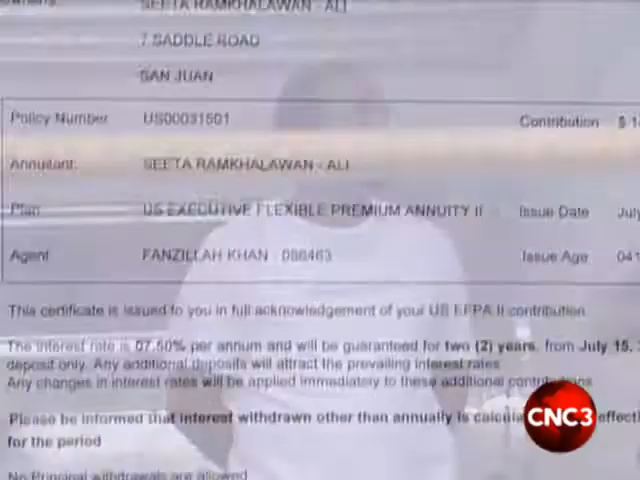 SEETA RAMKHALAWAN - ALI
7 SADDLE ROAD
SAN JUAN
Policy Number US00031501 Contribution $ 1
Annuitant: SEETA RAMKHALAWAN - ALI
Plan US EXECUTIVE FLEXIBLE PREMIUM ANNUITY II Issue Date July
Agent FANZILLAH KHAN - 086463 Issue Age 041
This certificate is issued to you in full acknowledgement of your US EFPA II contribution
The interest rate is 07.50% per annum and will be guaranteed for two (2) years, from July 15,
deposit only. Any additional deposits will attract the prevailing interest rates
Any changes in interest rates will be applied immediately to these additional contributions
Please be informed that interest withdrawn other than annually is effect
for the period
No Principal withdrawals are allowed
CNC3